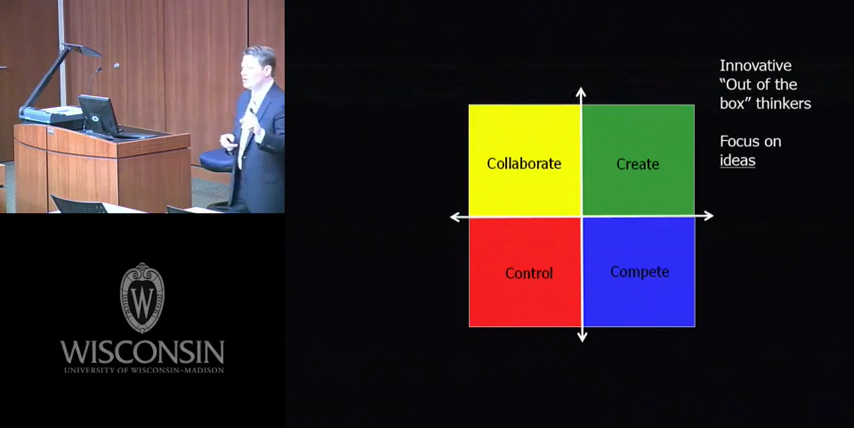 Innovative
“Out of the
box” thinkers
Focus on
ideas
Collaborate
Create
Control
Compete
W
WISCONSIN
UNIVERSITY OF WISCONSIN–MADISON